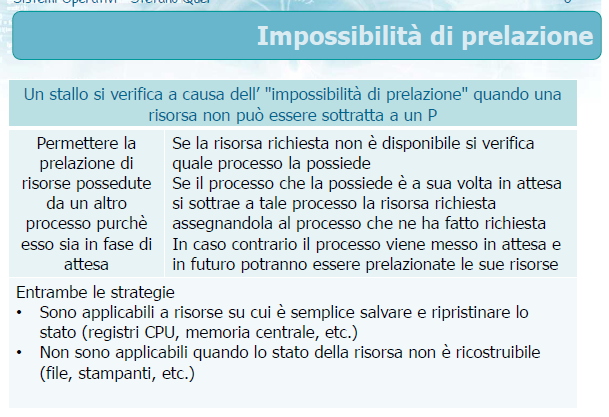 Sistemi Operativi - Stefano Quer
Impossibilità di prelazione
Un stallo si verifica a causa dell’ "impossibilità di prelazione" quando una
risorsa non può essere sottratta a un P
Permettere la
prelazione di
risorse possedute
da un altro
processo purchè
esso sia in fase di
attesa
Se la risorsa richiesta non è disponibile si verifica
quale processo la possiede
Se il processo che la possiede è a sua volta in attesa
si sottrae a tale processo la risorsa richiesta
assegnandola al processo che ne ha fatto richiesta
In caso contrario il processo viene messo in attesa e
in futuro potranno essere prelazionate le sue risorse
Entrambe le strategie
• Sono applicabili a risorse su cui è semplice salvare e ripristinare lo
stato (registri CPU, memoria centrale, etc.)
• Non sono applicabili quando lo stato della risorsa non è ricostruibile
(file, stampanti, etc.)